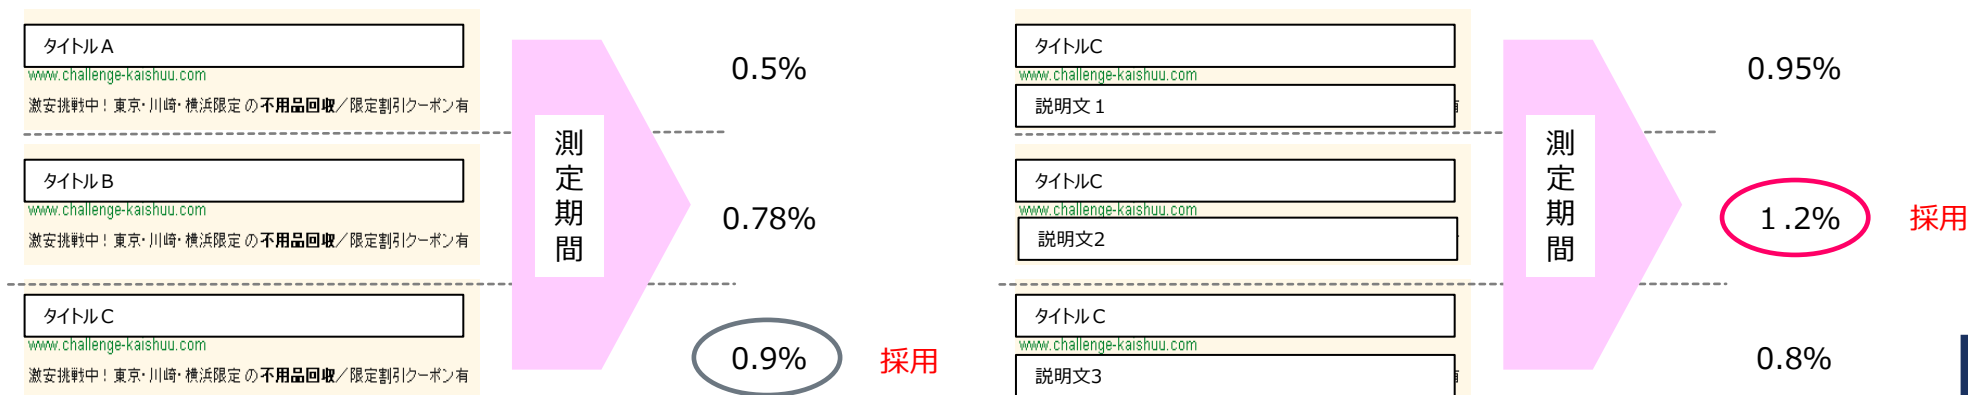 タイトルA
www.challenge-kaishuu.com
激安挑戦中！東京・川崎・横浜限定の不用品回収／限定割引クーポン有
0.5%
タイトルB
www.challenge-kaishuu.com
激安挑戦中！東京・川崎・横浜限定の不用品回収／限定割引クーポン有
0.78%
タイトルC
www.challenge-kaishuu.com
激安挑戦中！東京・川崎・横浜限定の不用品回収／限定割引クーポン有
0.9%
採用
測定期間
タイトルC
www.challenge-kaishuu.com
説明文1
0.95%
タイトルC
www.challenge-kaishuu.com
説明文2
1.2%
採用
タイトルC
www.challenge-kaishuu.com
説明文3
0.8%
測定期間